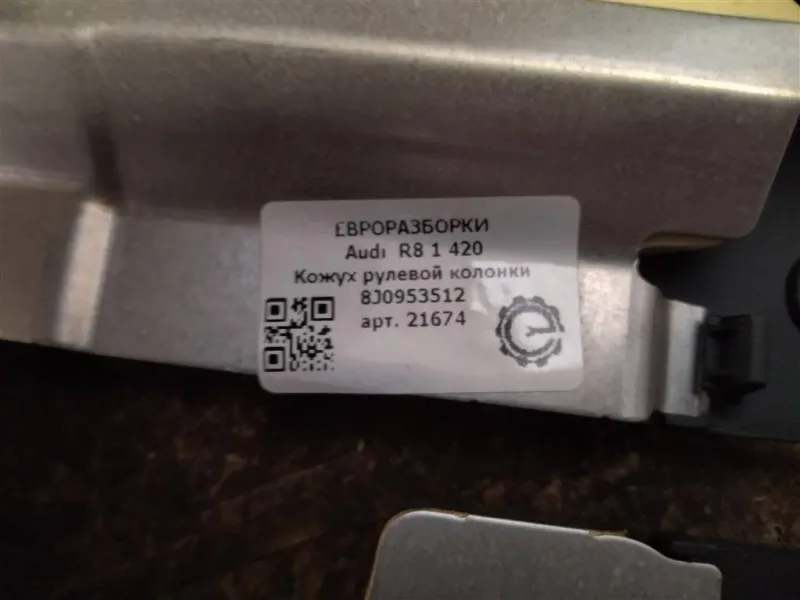 ЕВРОРАЗБОРКИ
Audi R8 1 420
Кожух рулевой колонки
8J0953512
арт. 21674